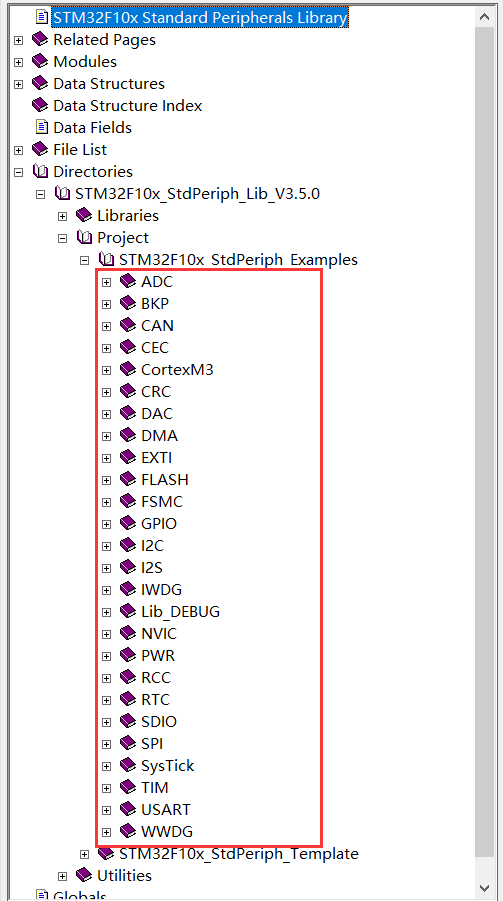 STM32F10x Standard Peripherals Library
Related Pages
Modules
Data Structures
Data Structure Index
Data Fields
File List
Directories
STM32F10x_StdPeriph_Lib_V3.5.0
Libraries
Project
STM32F10x_StdPeriph_Examples
ADC
BKP
CAN
CEC
CortexM3
CRC
DAC
DMA
EXTI
FLASH
FSMC
GPIO
I2C
I2S
IWDG
Lib_DEBUG
NVIC
PWR
RCC
RTC
SDIO
SPI
SysTick
TIM
USART
WWDG
STM32F10x_StdPeriph_Template
Utilities
Globals